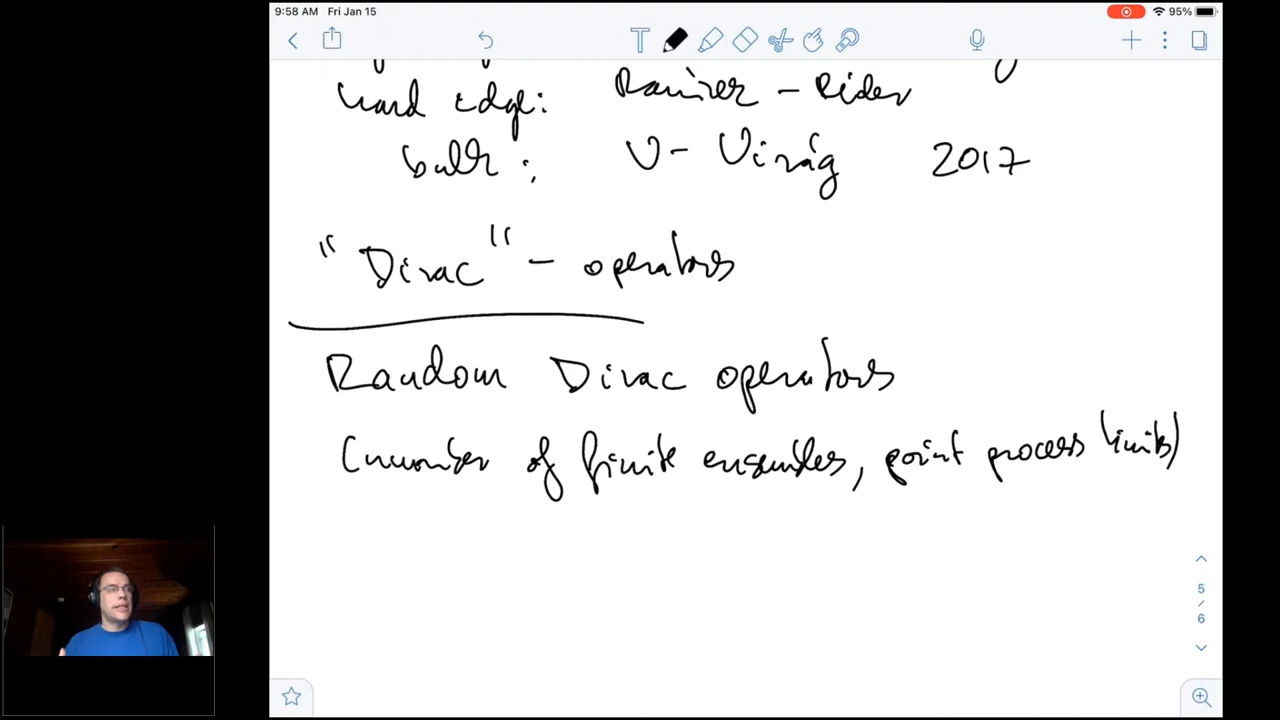 9:58 AM Fri Jan 15
95%
hard edge: Ramírez - Rider
bulk: V - Virág 2017
"Dirac" - operators
Random Dirac operators
(number of finite ensembles, point process limits)
5
/
6